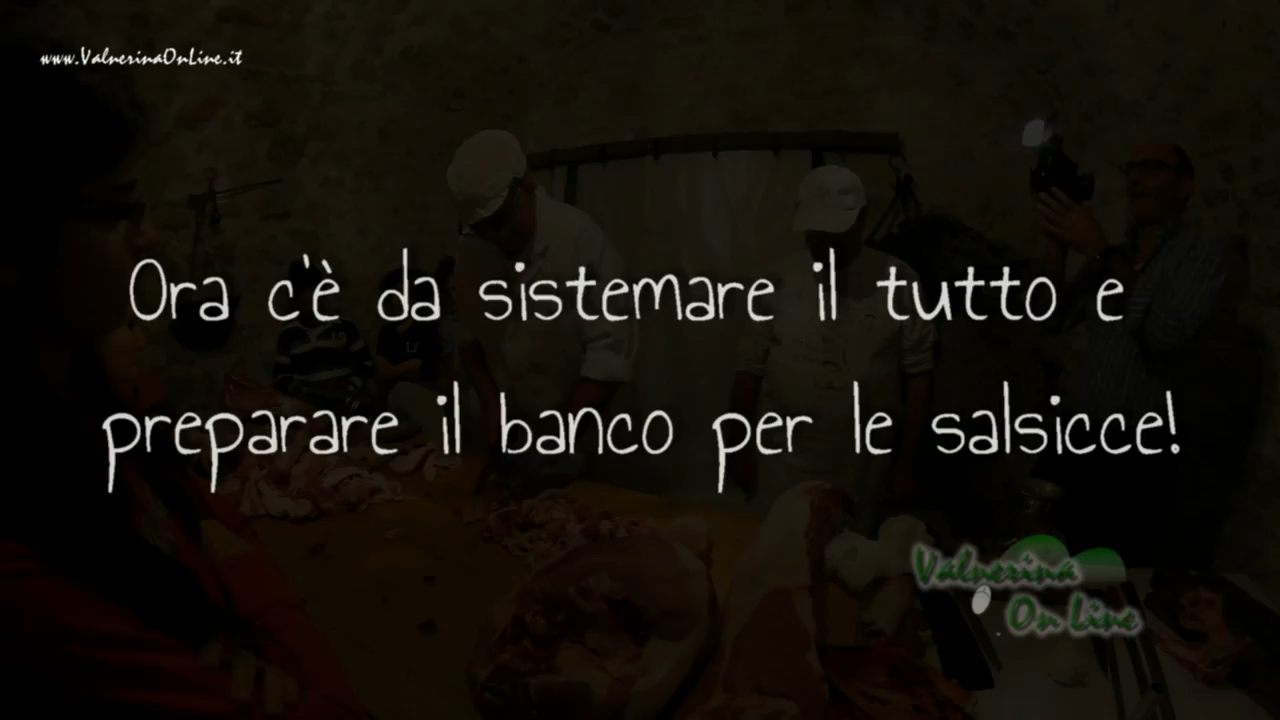 www.ValnerinaOnLine.it
Ora c'è da sistemare il tutto e
preparare il banco per le salsicce!
Valnerina
On Line